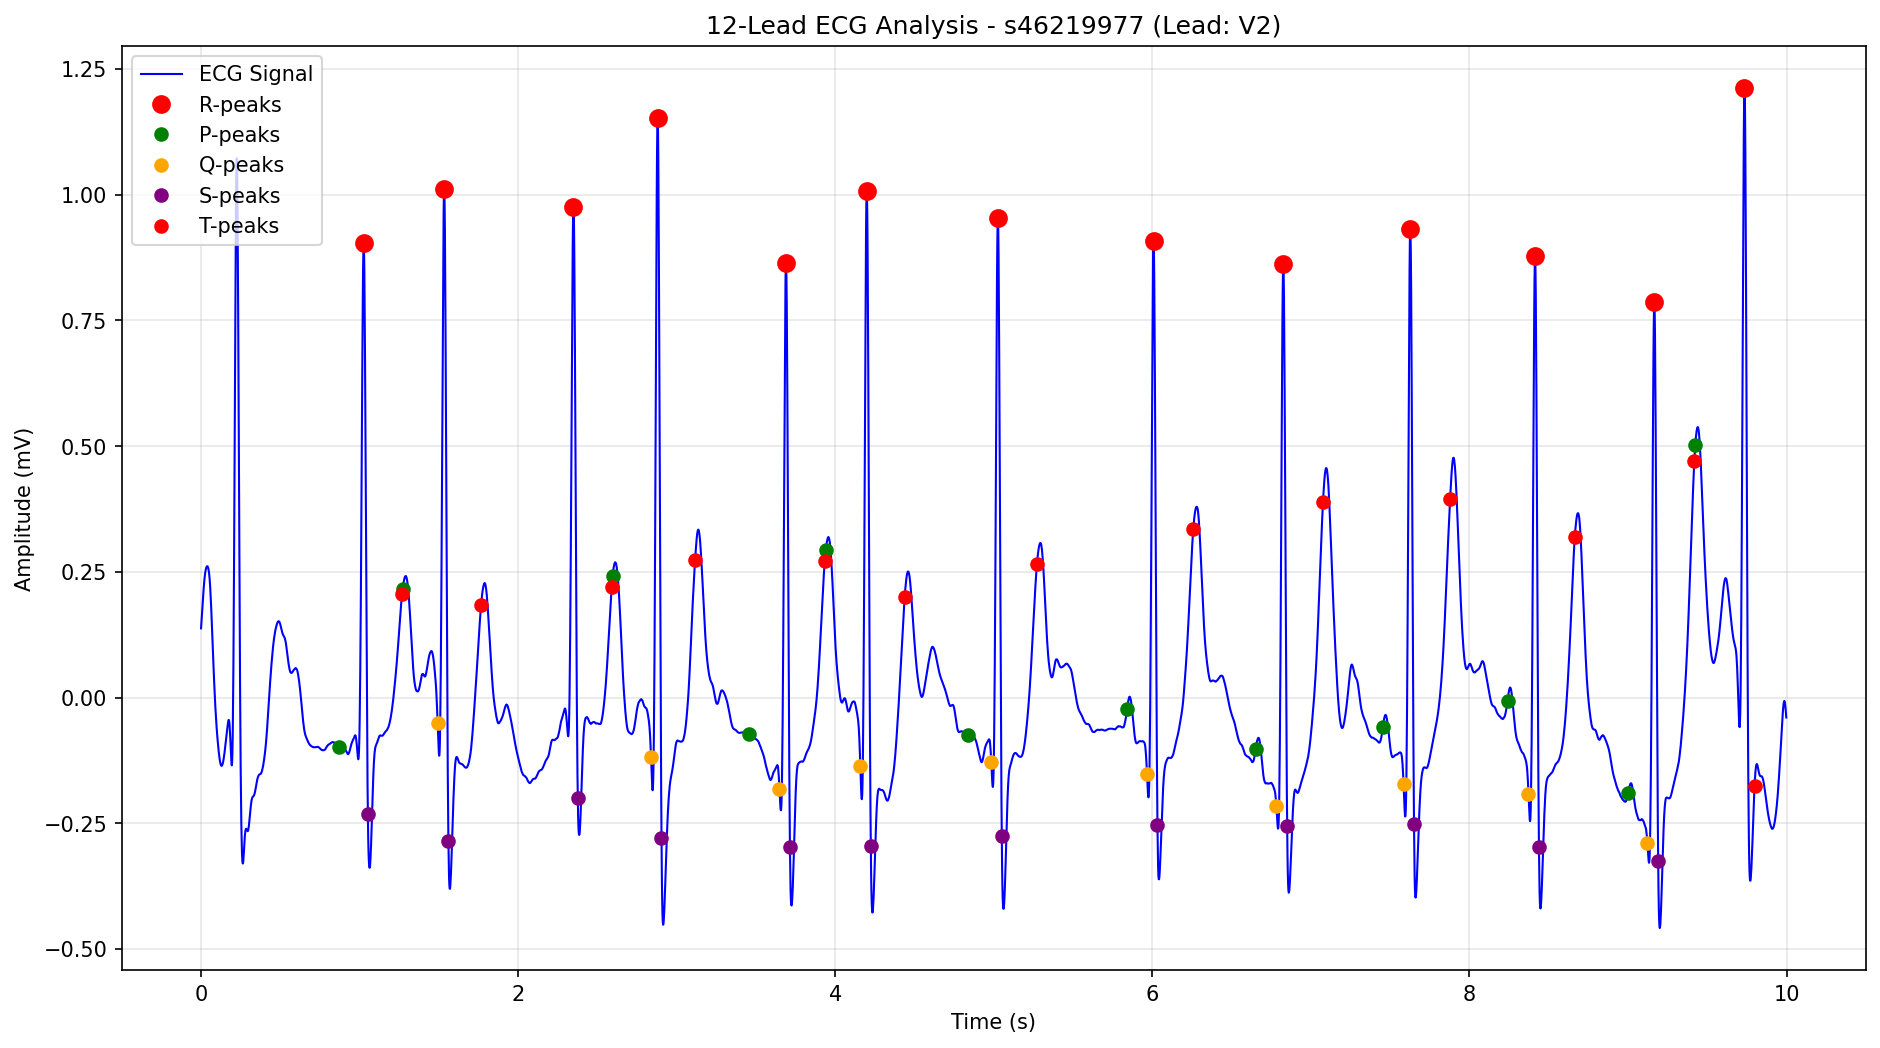 12-Lead ECG Analysis - s46219977 (Lead: V2)
ECG Signal
R-peaks
P-peaks
Q-peaks
S-peaks
T-peaks
Amplitude (mV)
1.25
1.00
0.75
0.50
0.25
0.00
−0.25
−0.50
0 2 4 6 8 10
Time (s)